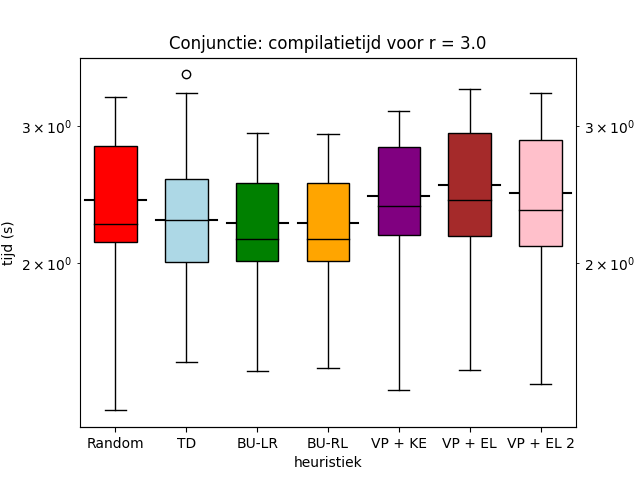 Conjunctie: compilatietijd voor r = 3.0
tijd (s)
3 × 10⁰
2 × 10⁰
3 × 10⁰
2 × 10⁰
Random TD BU-LR BU-RL VP + KE VP + EL VP + EL 2
heuristiek